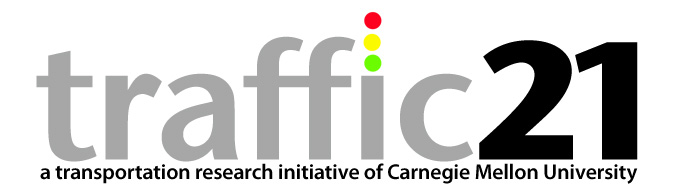 traffic21
a transportation research initiative of Carnegie Mellon University